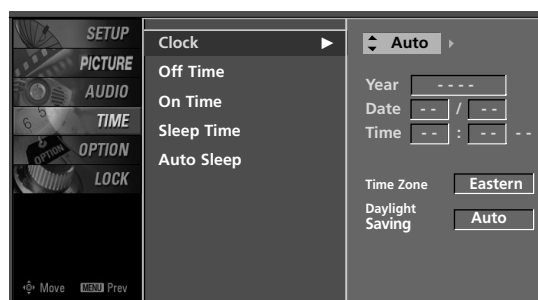 SETUP
PICTURE
AUDIO
TIME
OPTION
LOCK
Move MENU Prev
Clock
Off Time
On Time
Sleep Time
Auto Sleep
Auto
Year - - - -
Date - - / - -
Time - - : - - - -
Time Zone Eastern
Daylight
Saving Auto